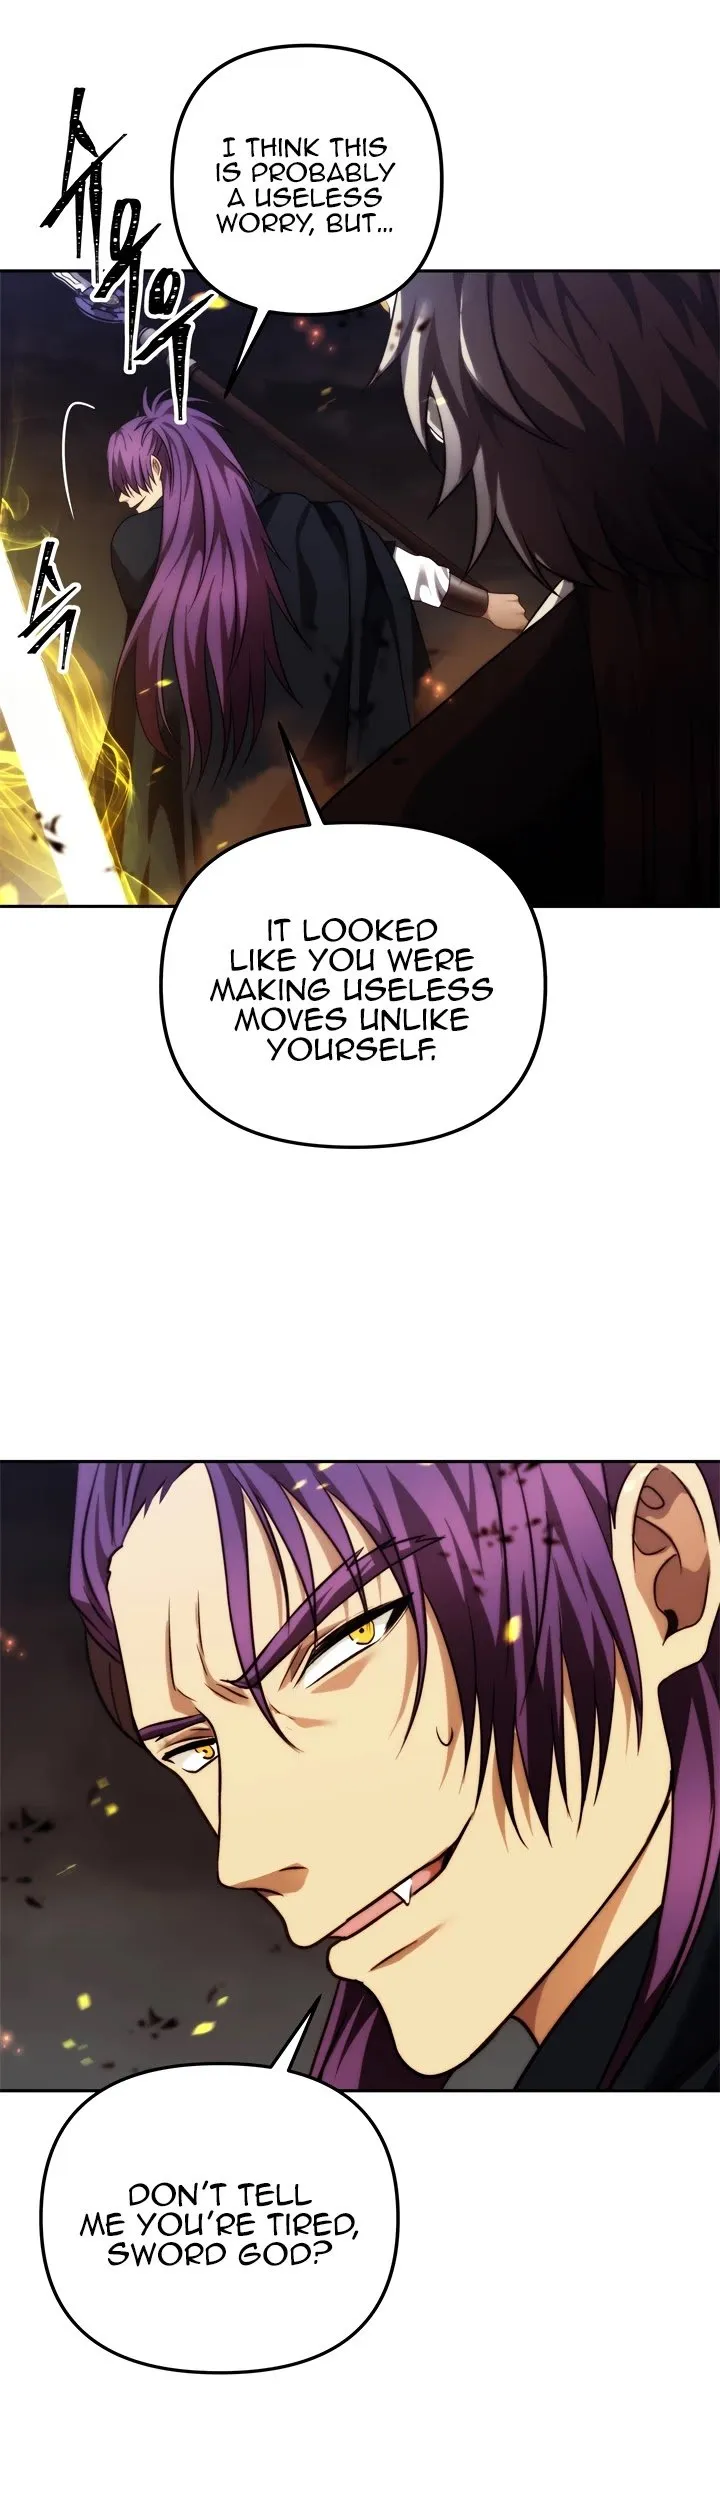 I THINK THIS
IS PROBABLY
A USELESS
WORRY, BUT...
IT LOOKED
LIKE YOU WERE
MAKING USELESS
MOVES UNLIKE
YOURSELF.
DON'T TELL
ME YOU'RE TIRED,
SWORD GOD?